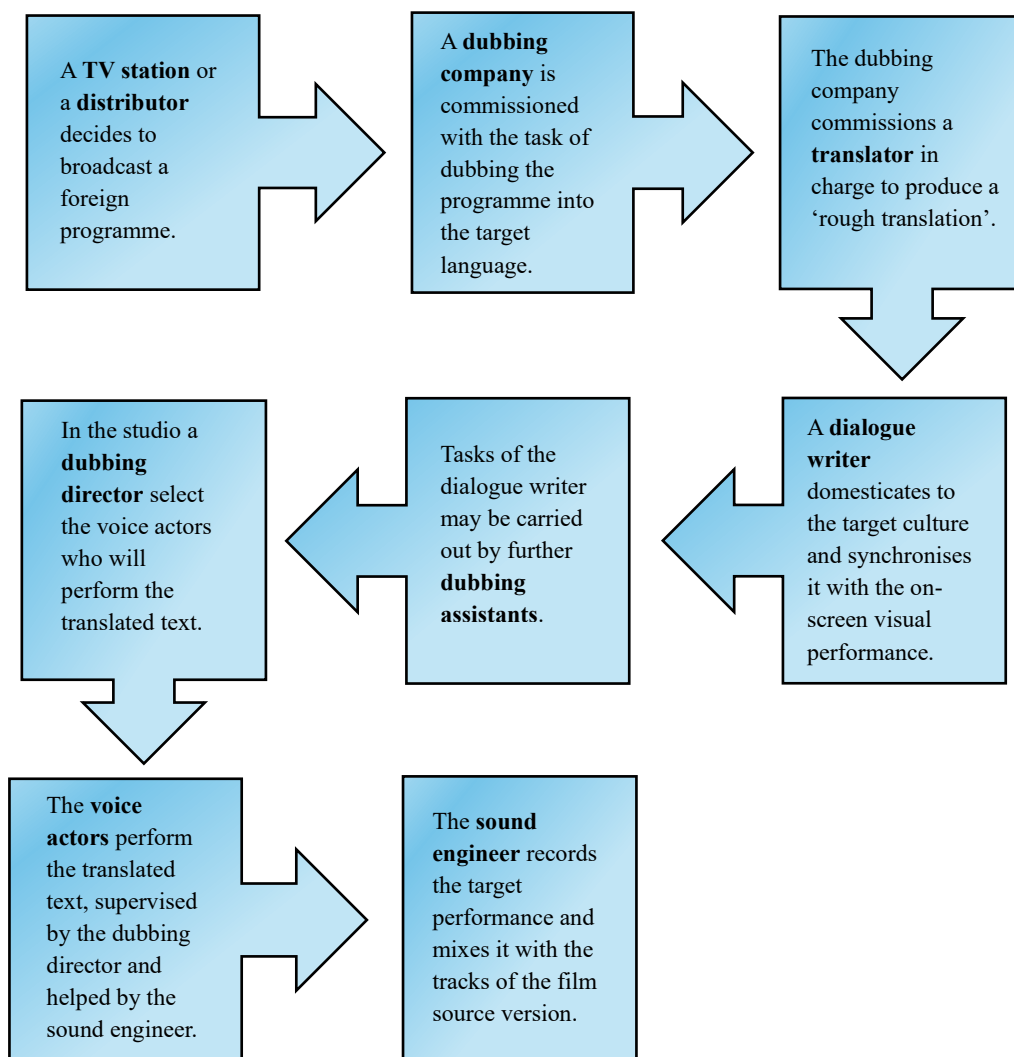 A TV station or
a distributor
decides to
broadcast a
foreign
programme.
A dubbing
company is
commissioned
with the task of
dubbing the
programme into
the target
language.
The dubbing
company
commissions a
translator in
charge to produce a
‘rough translation’.
A dialogue
writer
domesticates to
the target culture
and synchronises
it with the on-
screen visual
performance.
Tasks of the
dialogue writer
may be carried
out by further
dubbing
assistants.
In the studio a
dubbing
director select
the voice actors
who will
perform the
translated text.
The voice
actors perform
the translated
text, supervised
by the dubbing
director and
helped by the
sound engineer.
The sound
engineer records
the target
performance and
mixes it with the
tracks of the film
source version.